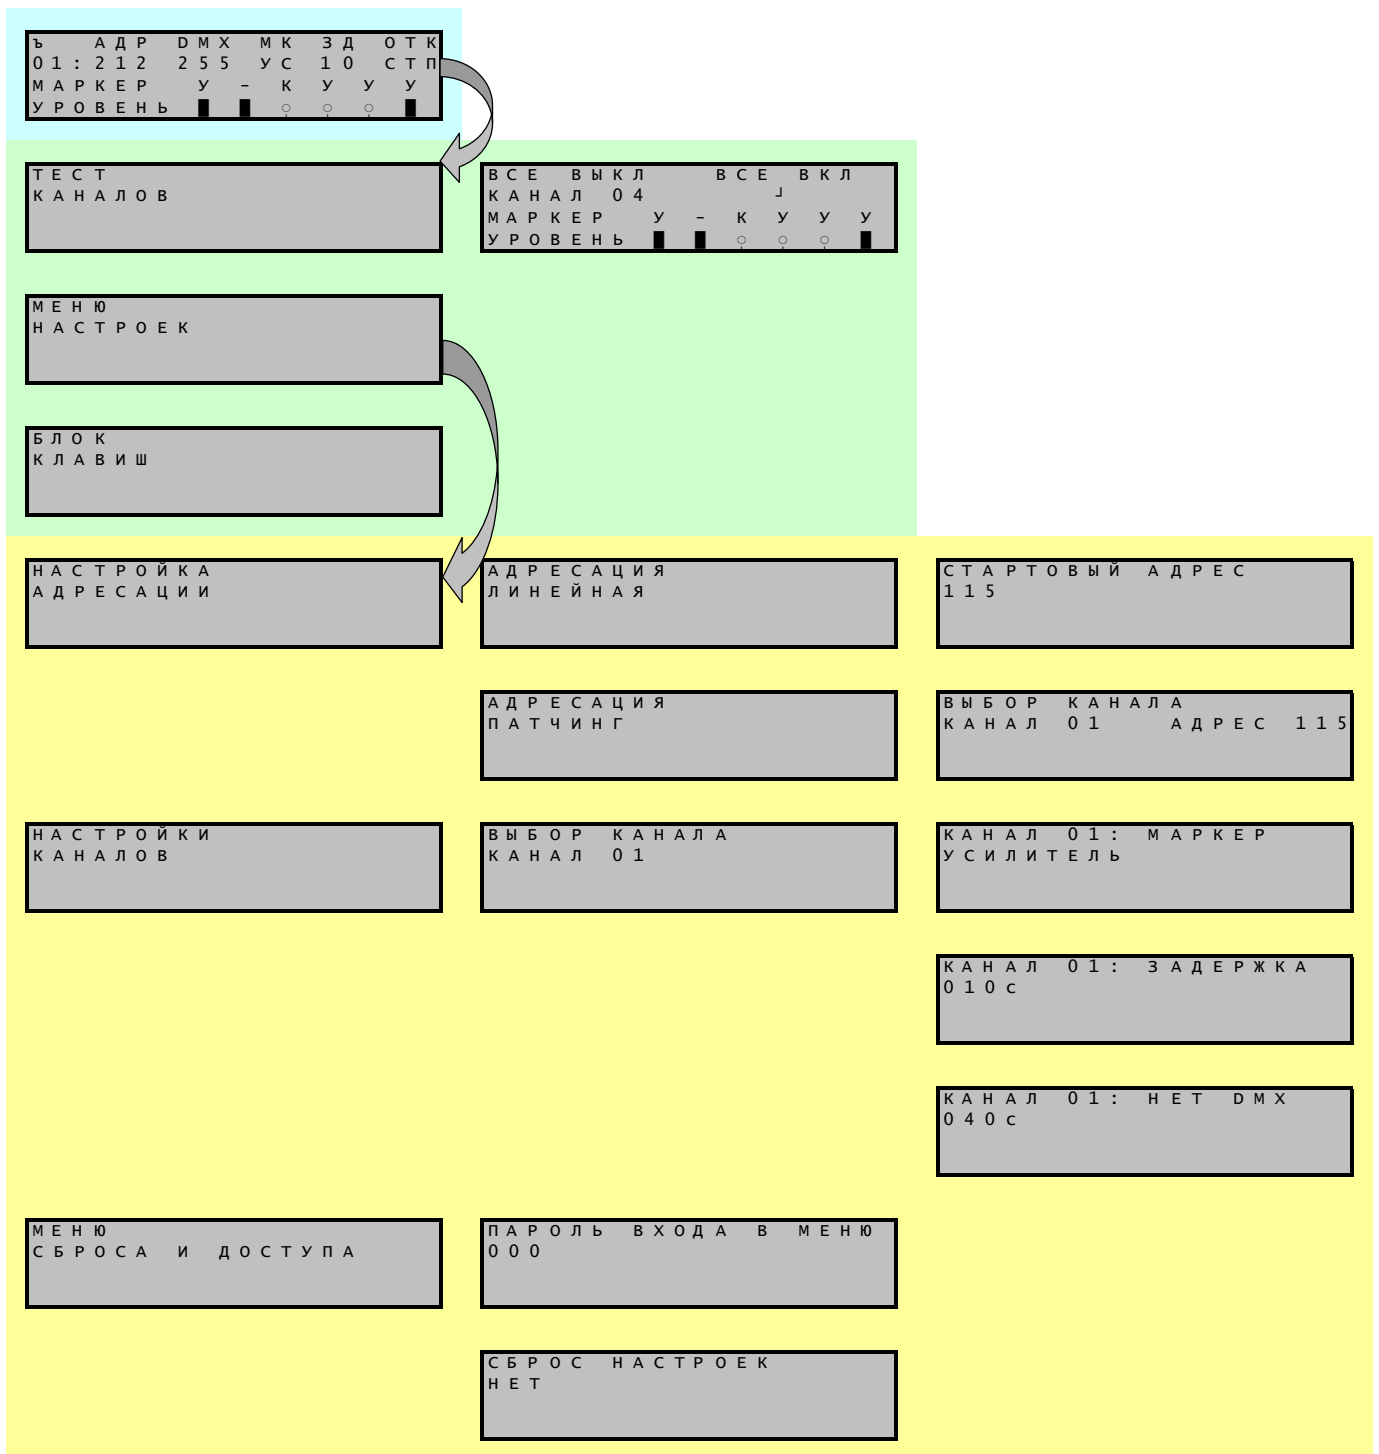 Ъ АДР DMX МК ЗД ОТК
01:212 255 УС 10 СТП
МАРКЕР У - К У У У
УРОВЕНЬ █ █ ◌ ◌ ◌ █
ТЕСТ
КАНАЛОВ
ВСЕ ВЫКЛ ВСЕ ВКЛ
КАНАЛ 04 ┘
МАРКЕР У - К У У У
УРОВЕНЬ █ █ ◌ ◌ ◌ █
МЕНЮ
НАСТРОЕК
БЛОК
КЛАВИШ
НАСТРОЙКА
АДРЕСАЦИИ
АДРЕСАЦИЯ
ЛИНЕЙНАЯ
СТАРТОВЫЙ АДРЕС
115
АДРЕСАЦИЯ
ПАТЧИНГ
ВЫБОР КАНАЛА
КАНАЛ 01 АДРЕС 115
НАСТРОЙКИ
КАНАЛОВ
ВЫБОР КАНАЛА
КАНАЛ 01
КАНАЛ 01: МАРКЕР
УСИЛИТЕЛЬ
КАНАЛ 01: ЗАДЕРЖКА
010с
КАНАЛ 01: НЕТ DMX
040с
МЕНЮ
СБРОСА И ДОСТУПА
ПАРОЛЬ ВХОДА В МЕНЮ
000
СБРОС НАСТРОЕК
НЕТ